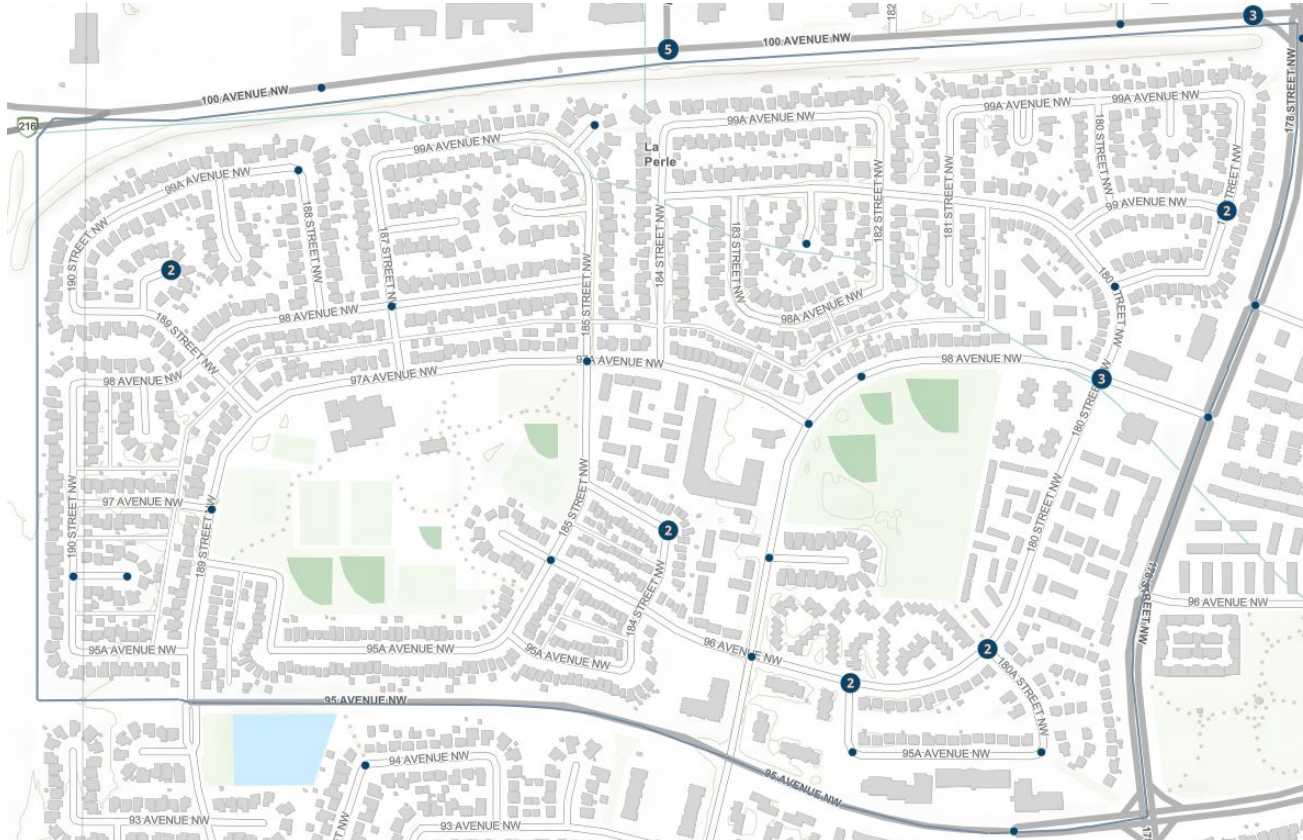 182
3
5
100 AVENUE NW
178 STREET NW
100 AVENUE NW
216
99A AVENUE NW
99A AVENUE NW
99A AVENUE NW
99A AVENUE NW
La
Perle
180 STREET NW
99A AVENUE NW
188 STREET NW
187 STREET NW
190 STREET NW
184 STREET NW
183 STREET NW
182 STREET NW
181 STREET NW
99 AVENUE NW
2
STREET NW
2
180 STREET NW
98 AVENUE NW
98A AVENUE NW
189 STREET NW
185 STREET NW
97A AVENUE NW
98 AVENUE NW
98 AVENUE NW
97A AVENUE NW
3
180 STREET NW
97 AVENUE NW
190 STREET NW
189 STREET NW
185 STREET NW
2
184 STREET NW
180 STREET NW
178 STREET NW
96 AVENUE NW
95A AVENUE NW
95A AVENUE NW
95A AVENUE NW
96 AVENUE NW
2
2
180A STREET NW
95 AVENUE NW
95A AVENUE NW
94 AVENUE NW
95 AVENUE NW
93 AVENUE NW
93 AVENUE NW
17